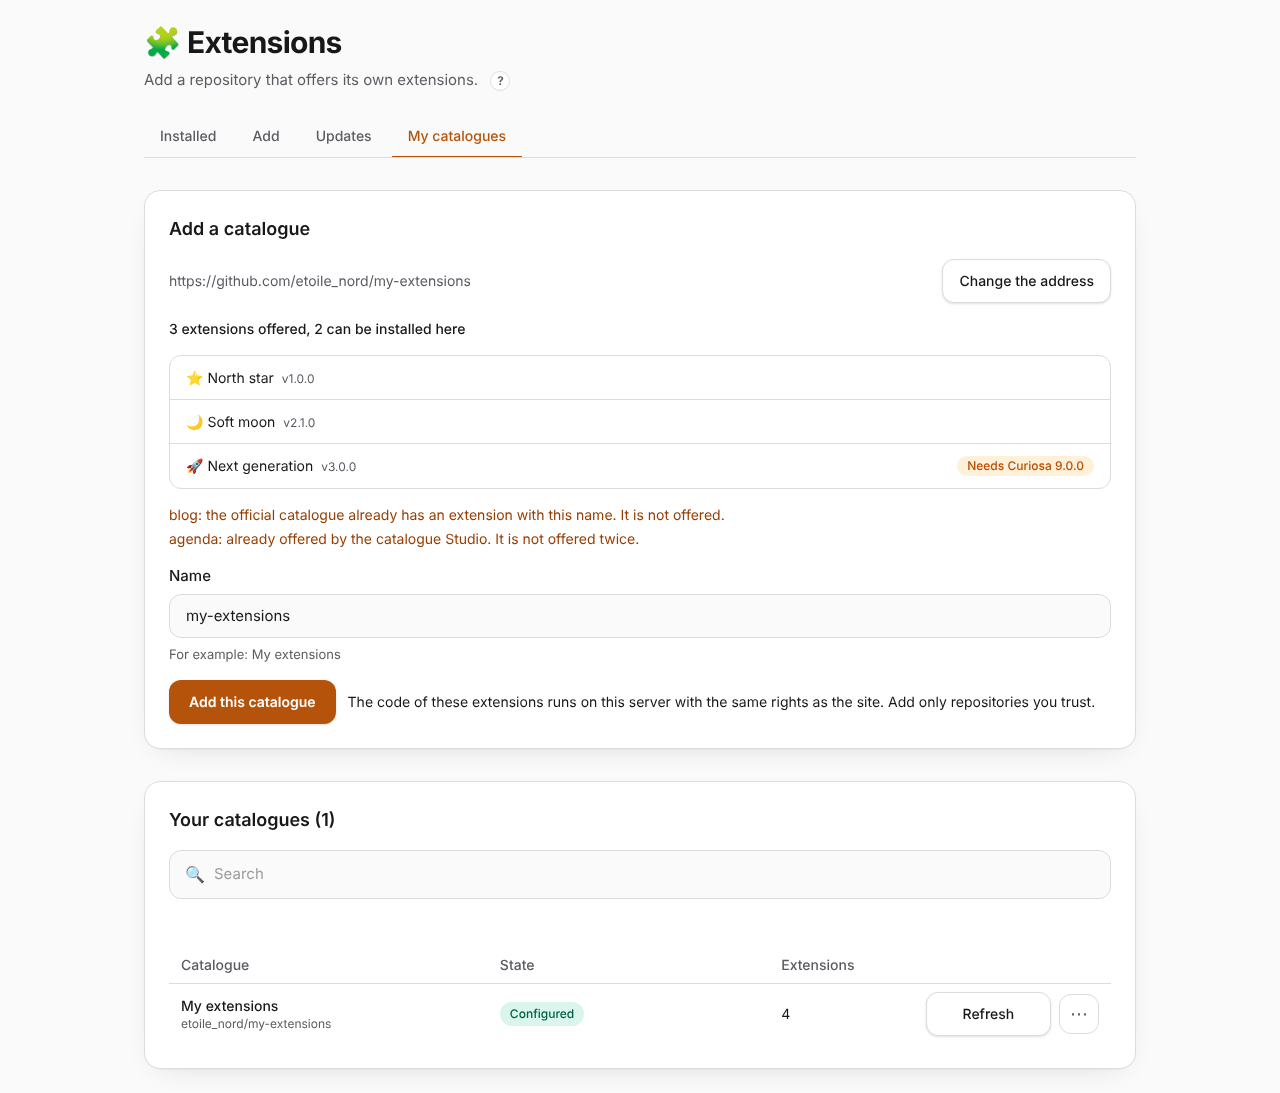 Extensions
Add a repository that offers its own extensions. ?
Installed Add Updates My catalogues
Add a catalogue
https://github.com/etoile_nord/my-extensions Change the address
3 extensions offered, 2 can be installed here
North star v1.0.0
Soft moon v2.1.0
Next generation v3.0.0 Needs Curiosa 9.0.0
blog: the official catalogue already has an extension with this name. It is not offered.
agenda: already offered by the catalogue Studio. It is not offered twice.
Name
my-extensions
For example: My extensions
Add this catalogue The code of these extensions runs on this server with the same rights as the site. Add only repositories you trust.
Your catalogues (1)
Search
Catalogue State Extensions
My extensions Configured 4 Refresh ···
etoile_nord/my-extensions